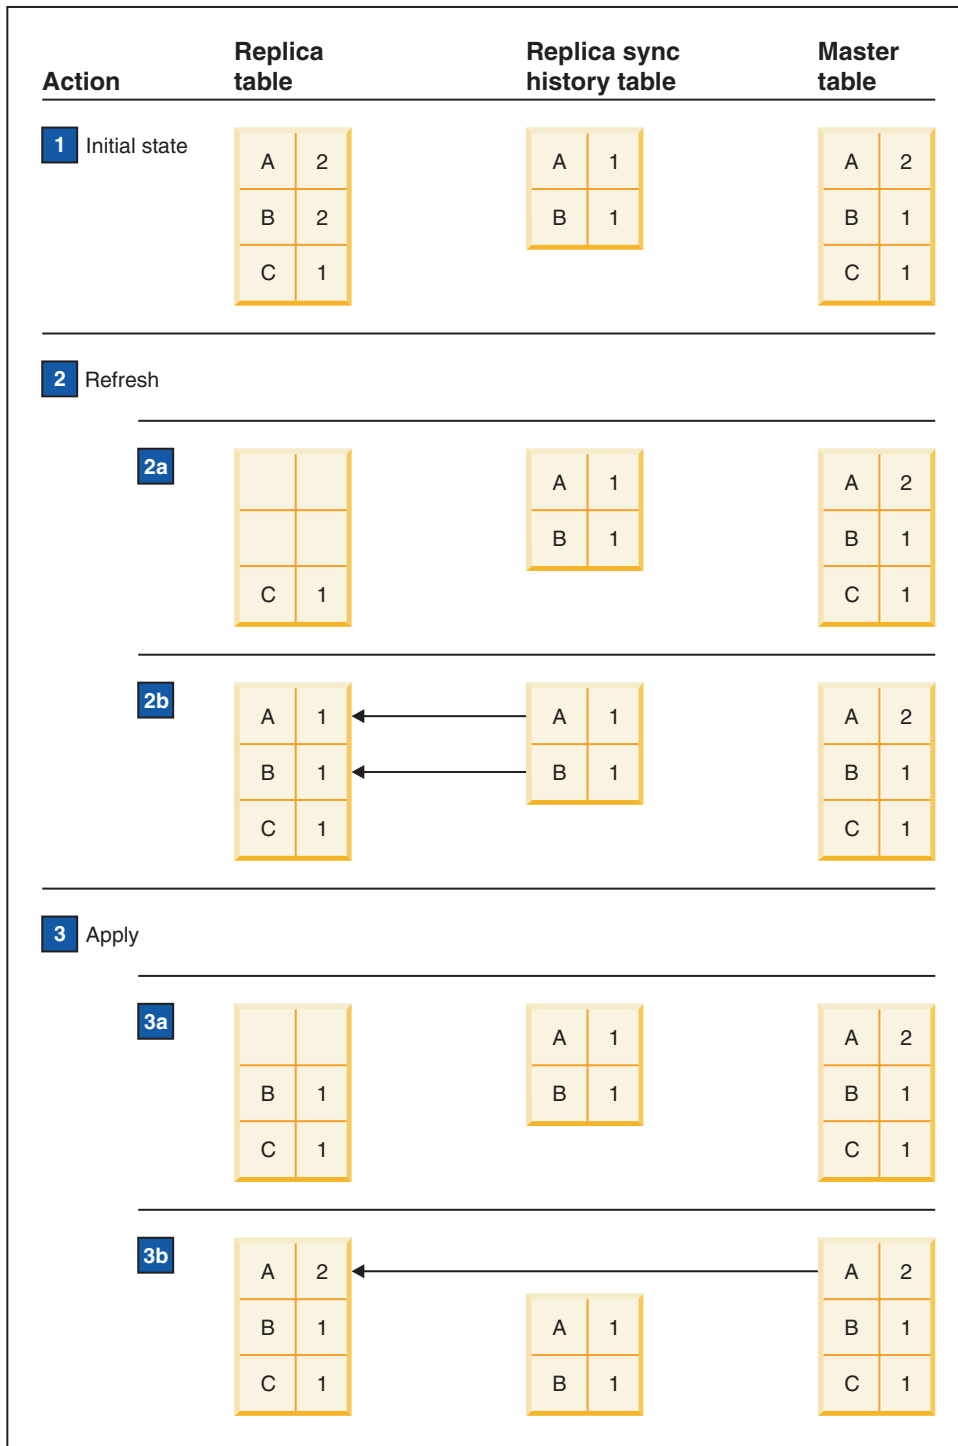 Action
Replica
table
Replica sync
history table
Master
table
1 Initial state
A 2
B 2
C 1
A 1
B 1
A 2
B 1
C 1
2 Refresh
2a
C 1
A 1
B 1
A 2
B 1
C 1
2b
A 1
B 1
C 1
A 1
B 1
A 2
B 1
C 1
3 Apply
3a
B 1
C 1
A 1
B 1
A 2
B 1
C 1
3b
A 2
B 1
C 1
A 1
B 1
A 2
B 1
C 1